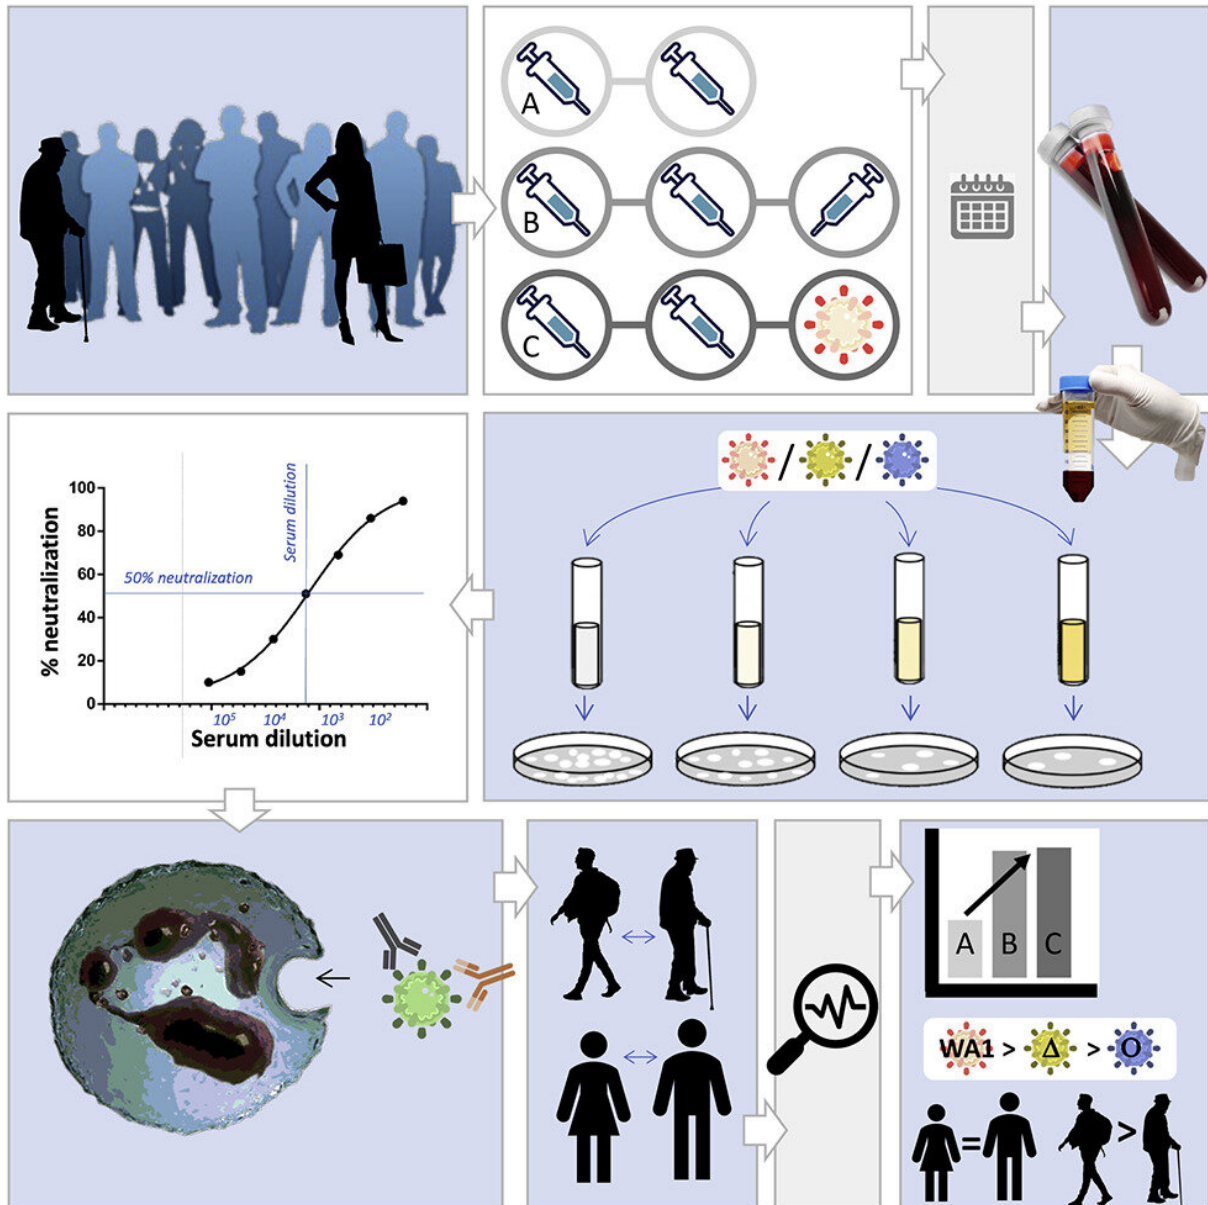 A
B
C
% neutralization
100
80
60
40
20
0
50% neutralization
Serum dilution
10⁵ 10⁴ 10³ 10²
Serum dilution
A B C
WA1 > Δ > O
=
>